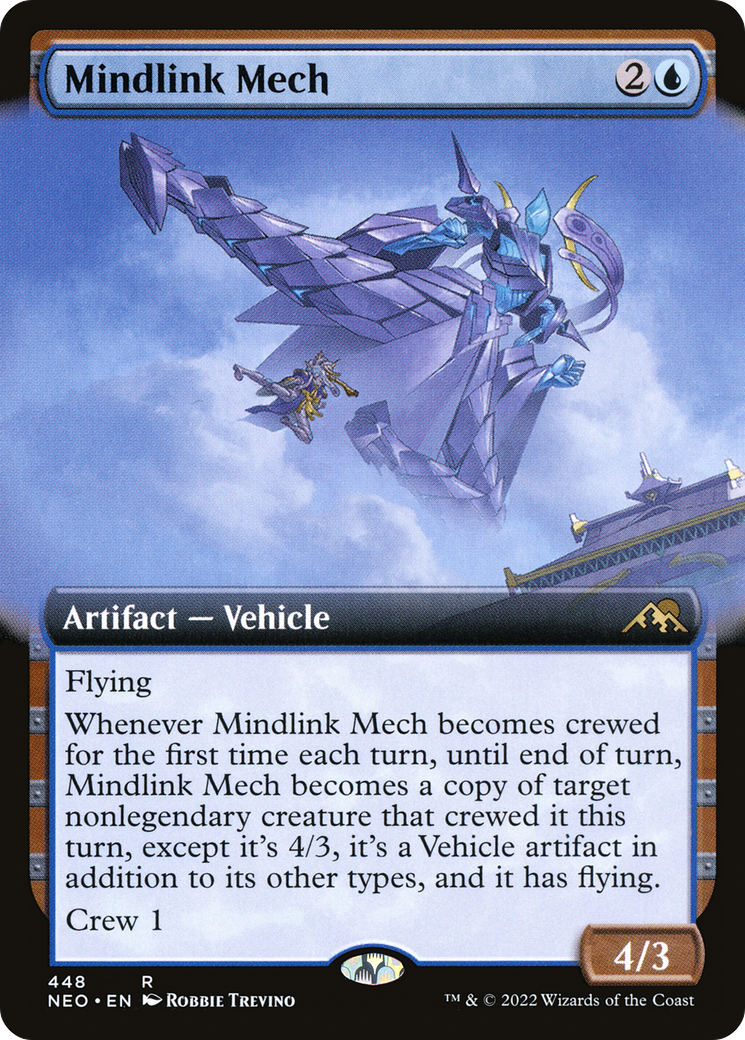 Mindlink Mech 2
Artifact — Vehicle
Flying
Whenever Mindlink Mech becomes crewed
for the first time each turn, until end of turn,
Mindlink Mech becomes a copy of target
nonlegendary creature that crewed it this
turn, except it's 4/3, it's a Vehicle artifact in
addition to its other types, and it has flying.
Crew 1
4/3
448 R
NEO • EN Robbie Trevino
™ & © 2022 Wizards of the Coast